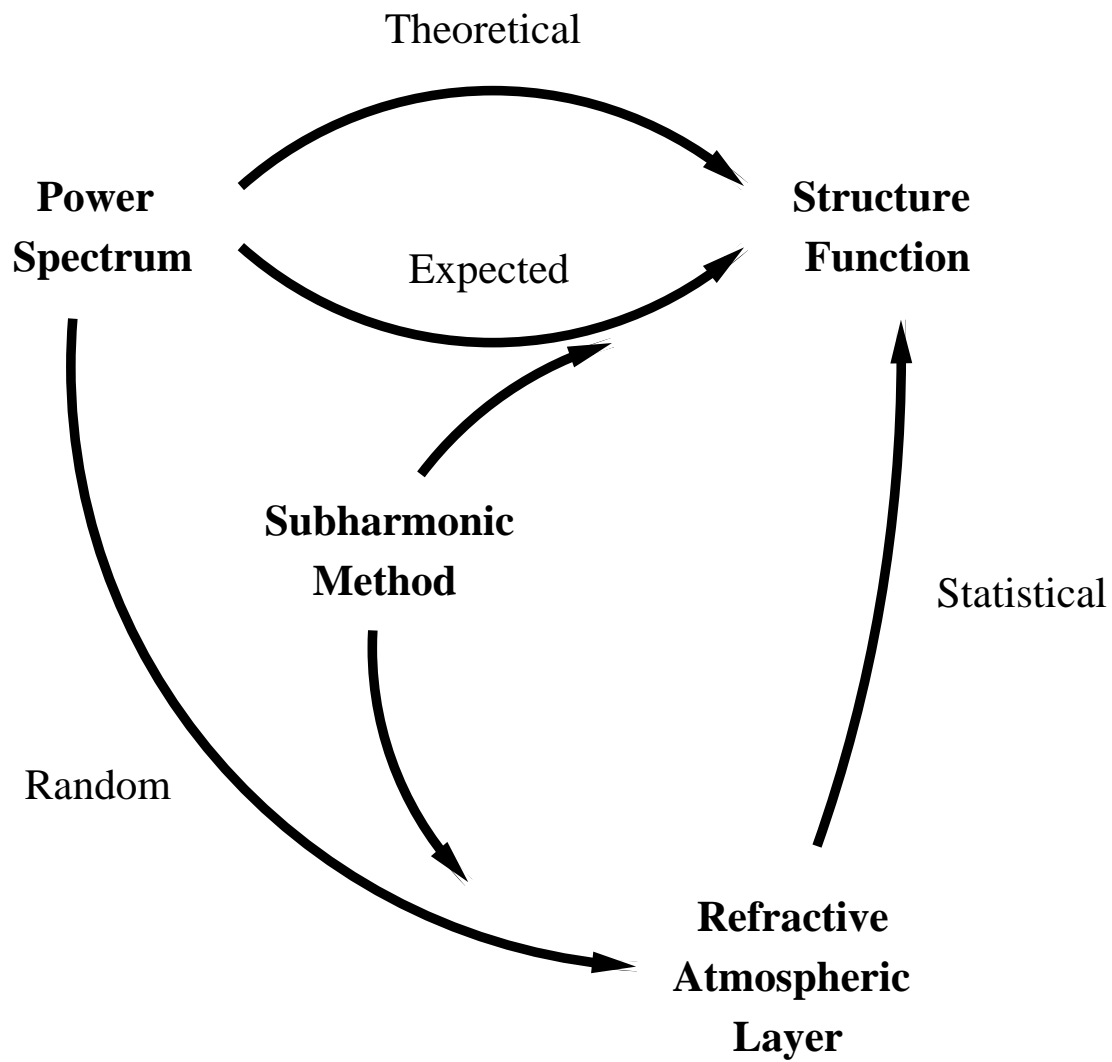 Theoretical
Power
Spectrum
Structure
Function
Expected
Subharmonic
Method
Statistical
Random
Refractive
Atmospheric
Layer